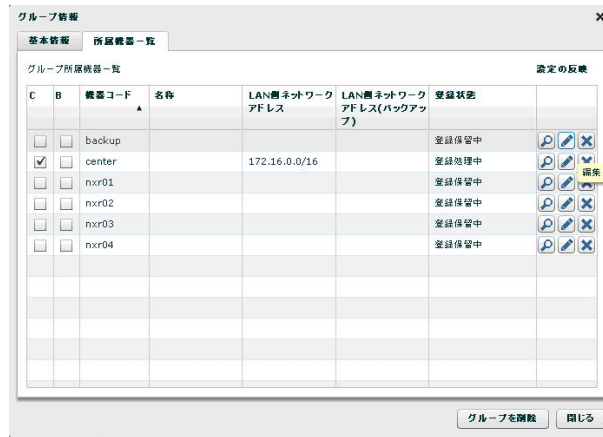 グループ情報
×
基本情報 所属機器一覧
グループ所属機器一覧 設定の反映
C B 機器コード ▲ 名称 LAN側ネットワーク LAN側ネットワーク 登録状態
アドレス アドレス(バックアッ
プ)
backup 登録保留中
center 172.16.0.0/16 登録処理中
編集
nxr01 登録保留中
nxr02 登録保留中
nxr03 登録保留中
nxr04 登録保留中
グループを削除 閉じる